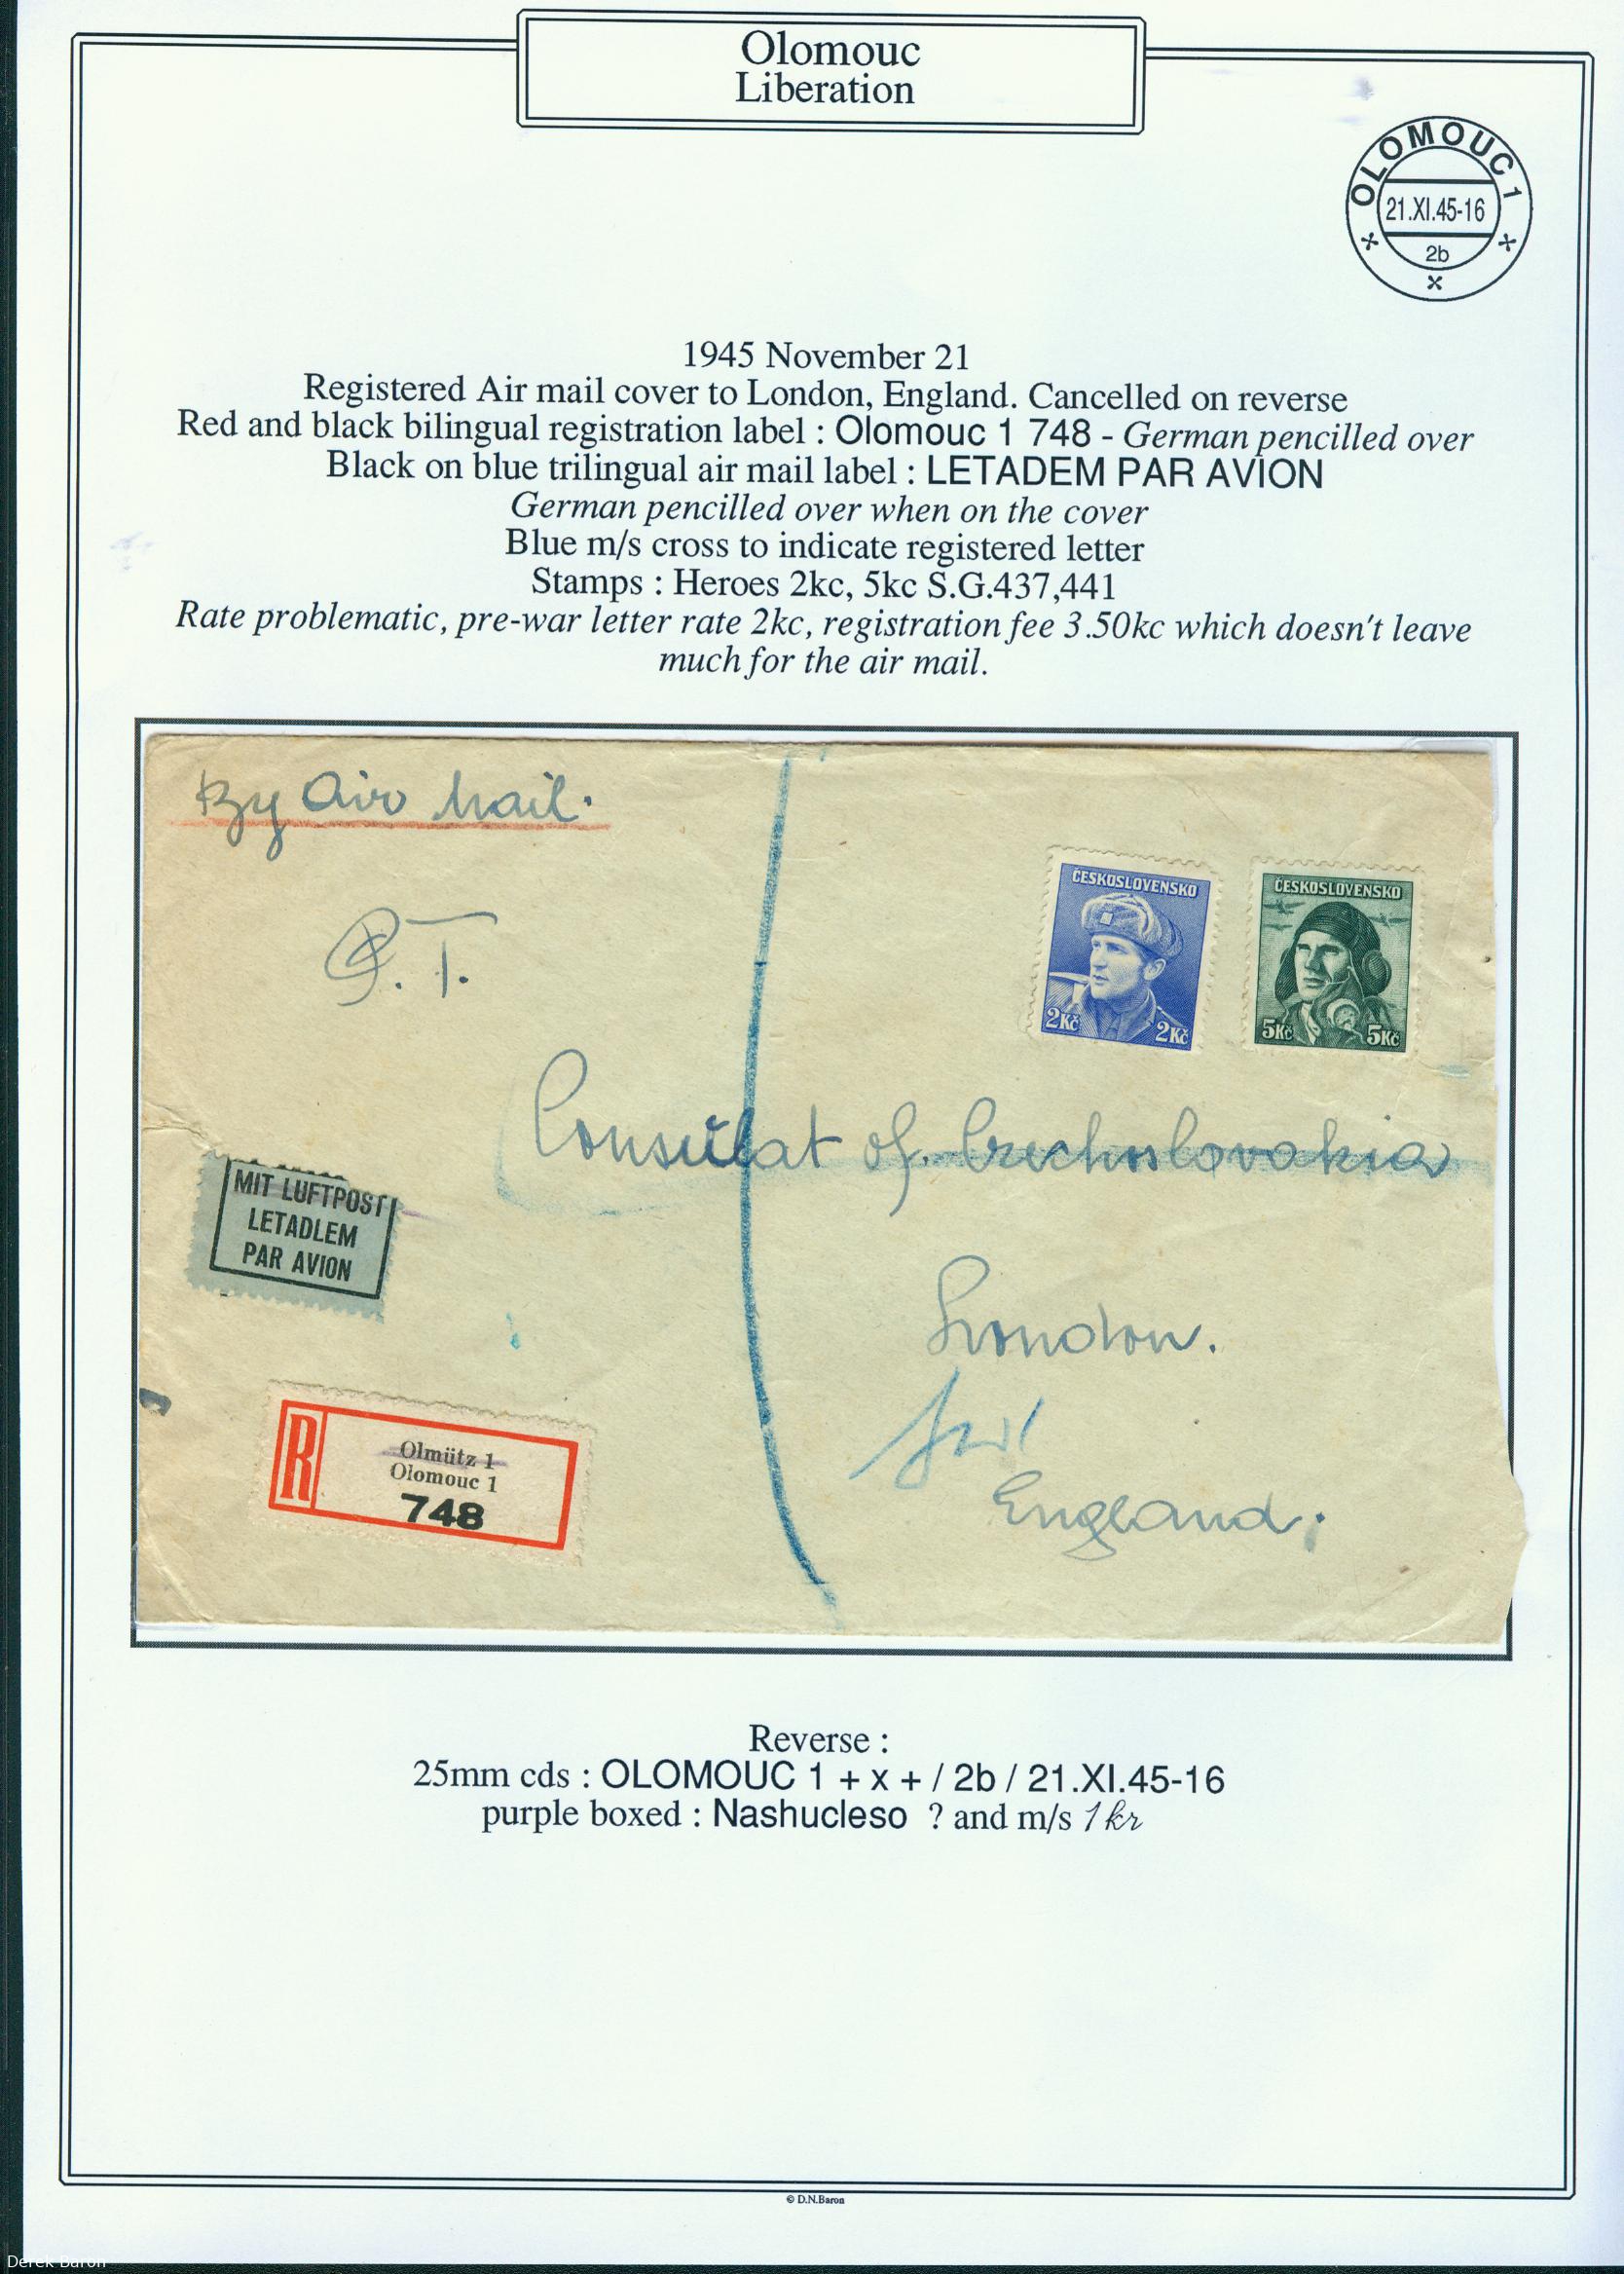 Olomouc
Liberation
OLOMOUC 1
21.XI.45-16
2b
1945 November 21
Registered Air mail cover to London, England. Cancelled on reverse
Red and black bilingual registration label : Olomouc 1 748 - German pencilled over
Black on blue trilingual air mail label : LETADEM PAR AVION
German pencilled over when on the cover
Blue m/s cross to indicate registered letter
Stamps : Heroes 2kc, 5kc S.G.437,441
Rate problematic, pre-war letter rate 2kc, registration fee 3.50kc which doesn't leave
much for the air mail.
By Air Mail.
ČESKOSLOVENSKO
2Kč 2Kč
ČESKOSLOVENSKO
5Kč 5Kč
P.T.
Consulat of Czechoslovakia
MIT LUFTPOST
LETADLEM
PAR AVION
London.
R
Olmütz 1
Olomouc 1
748
England.
Reverse :
25mm cds : OLOMOUC 1 + x + / 2b / 21.XI.45-16
purple boxed : Nashucleso ? and m/s 1kr
© D.N.Baron
Derek Baron